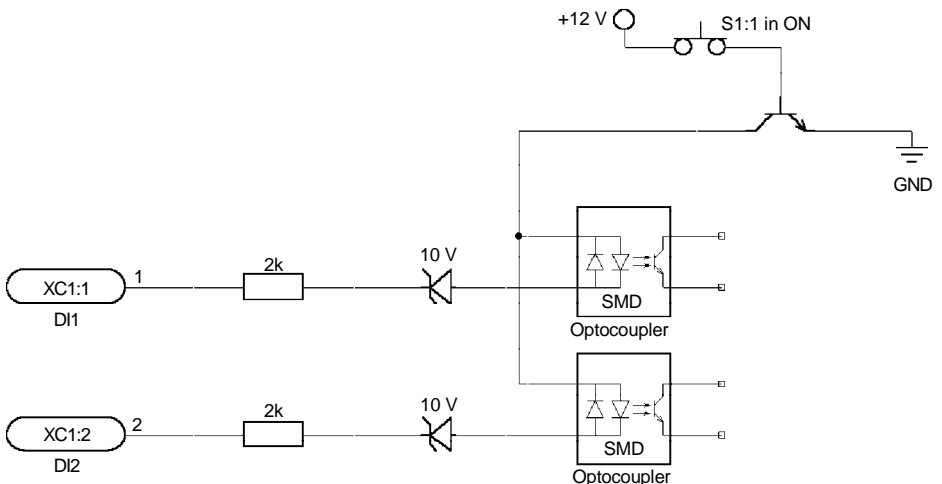 +12 V
S1:1 in ON
GND
10 V
2k
1
XC1:1
DI1
SMD
Optocoupler
10 V
2k
2
XC1:2
DI2
SMD
Optocoupler